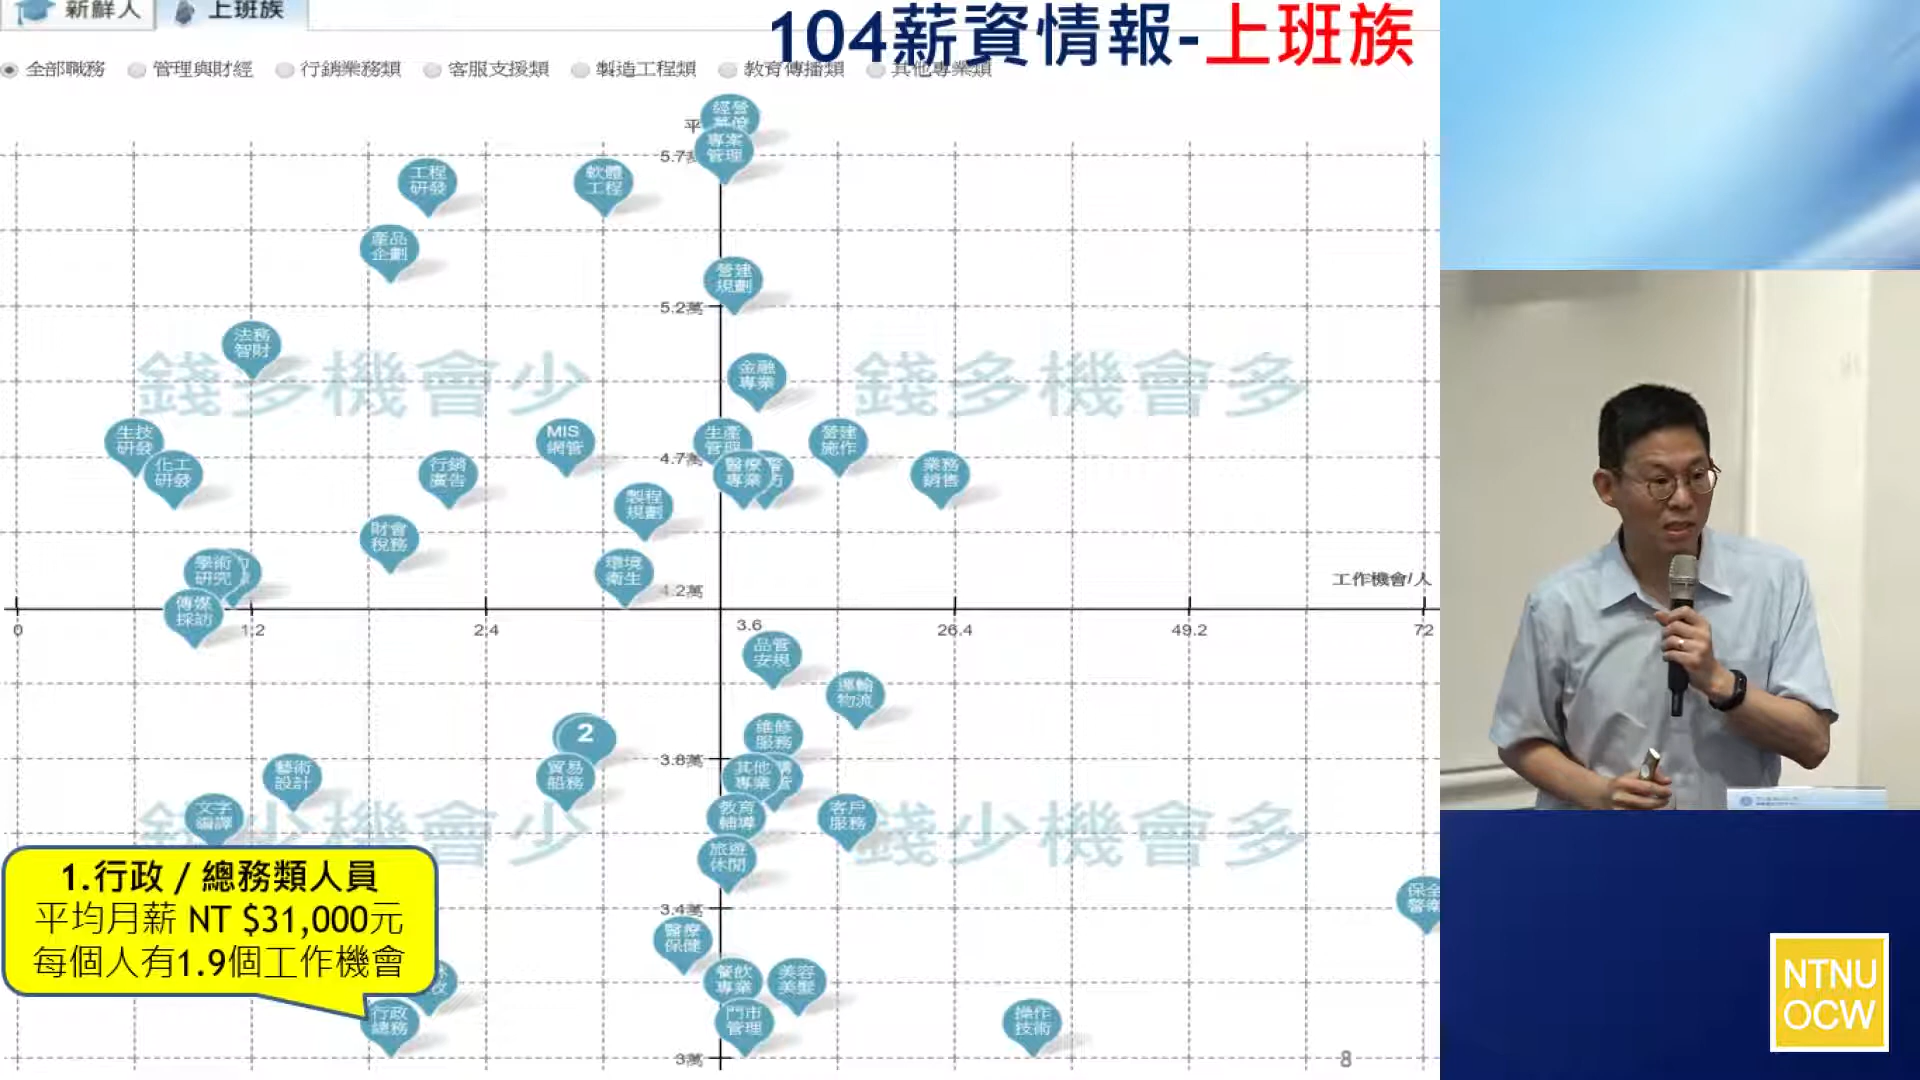 新鮮人
上班族
104薪資情報-上班族
全部職務
管理與財經
行銷業務類
客服支援類
製造工程類
教育傳播類
其他專業類
經營
平
專案
管理
5.7萬
工程
研發
軟體
工程
產品
企劃
營建
規劃
5.2萬
法務
智財
錢多機會少
錢多機會多
金融
專業
生技
研發
化工
研發
行銷
廣告
MIS
網管
生產
管理
4.7萬
醫療
專業
營建
施作
業務
銷售
製程
規劃
財會
稅務
環境
衛生
學術
研究
傳媒
採訪
4.2萬
工作機會/人
0
1.2
2.4
3.6
26.4
49.2
72
品管
安規
運輸
物流
2
維修
服務
貿易
船務
3.8萬
其他
專業
藝術
設計
文字
編譯
教育
輔導
客戶
服務
錢少機會少
錢少機會多
旅遊
休閒
1.行政 / 總務類人員
平均月薪 NT $31,000元
每個人有1.9個工作機會
保全
3.4萬
醫療
保健
餐飲
專業
美容
美髮
行政
總務
門市
管理
操作
技術
3萬
8
NTNU
OCW